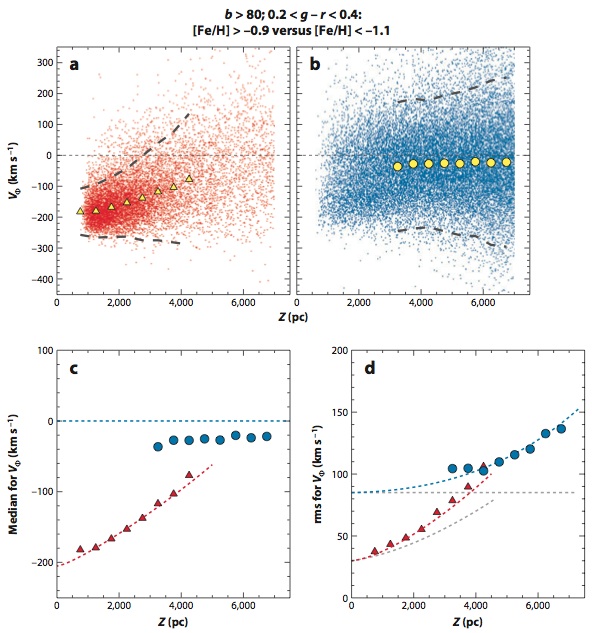 b > 80; 0.2 < g – r < 0.4:
[Fe/H] > –0.9 versus [Fe/H] < –1.1
a
b
300
200
100
0
–100
–200
–300
–400
VΦ (km s⁻¹)
0 2,000 4,000 6,000
0 2,000 4,000 6,000
Z (pc)
c
100
0
–100
–200
Median for VΦ (km s⁻¹)
0 2,000 4,000 6,000
Z (pc)
d
200
150
100
50
0
rms for VΦ (km s⁻¹)
0 2,000 4,000 6,000
Z (pc)